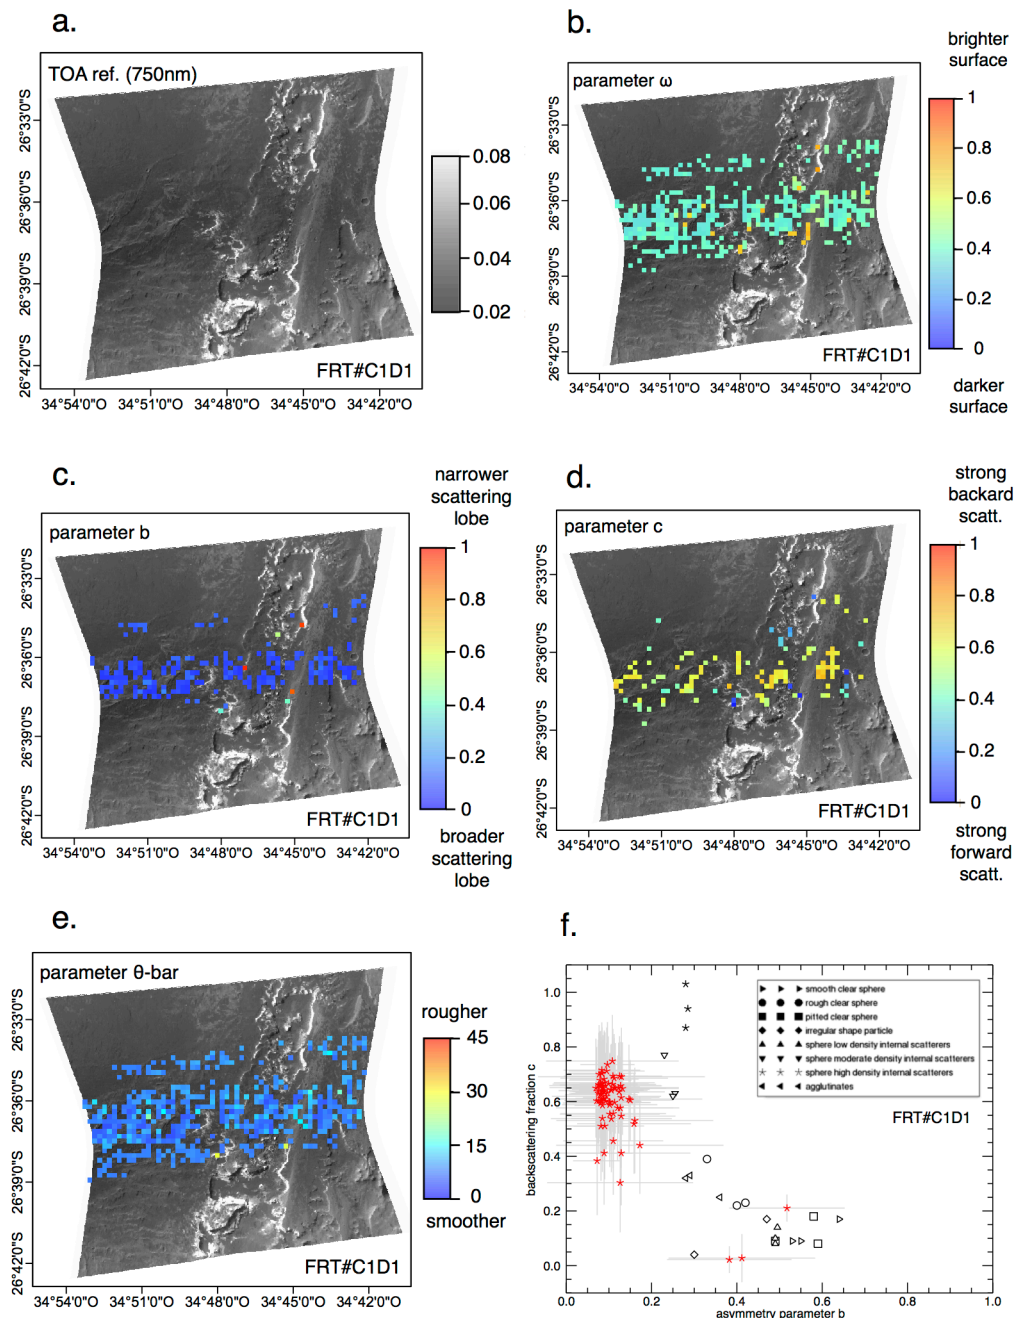 a.
TOA ref. (750nm)
26°33'0"S
26°36'0"S
26°39'0"S
26°42'0"S
34°54'0"O 34°51'0"O 34°48'0"O 34°45'0"O 34°42'0"O
FRT#C1D1
0.08
0.06
0.04
0.02
b.
parameter ω
26°33'0"S
26°36'0"S
26°39'0"S
26°42'0"S
34°54'0"O 34°51'0"O 34°48'0"O 34°45'0"O 34°42'0"O
FRT#C1D1
brighter
surface
1
0.8
0.6
0.4
0.2
0
darker
surface
c.
parameter b
26°33'0"S
26°36'0"S
26°39'0"S
26°42'0"S
34°54'0"O 34°51'0"O 34°48'0"O 34°45'0"O 34°42'0"O
FRT#C1D1
narrower
scattering
lobe
1
0.8
0.6
0.4
0.2
0
broader
scattering
lobe
d.
parameter c
26°33'0"S
26°36'0"S
26°39'0"S
26°42'0"S
34°54'0"O 34°51'0"O 34°48'0"O 34°45'0"O 34°42'0"O
FRT#C1D1
strong
backard
scatt.
1
0.8
0.6
0.4
0.2
0
strong
forward
scatt.
e.
parameter θ-bar
26°33'0"S
26°36'0"S
26°39'0"S
26°42'0"S
34°54'0"O 34°51'0"O 34°48'0"O 34°45'0"O 34°42'0"O
FRT#C1D1
rougher
45
30
15
0
smoother
f.
backscattering fraction c
1.0
0.8
0.6
0.4
0.2
0.0
0.0 0.2 0.4 0.6 0.8 1.0
asymmetry parameter b
smooth clear sphere
rough clear sphere
pitted clear sphere
irregular shape particle
sphere low density internal scatterers
sphere moderate density internal scatterers
sphere high density internal scatterers
agglutinates
FRT#C1D1